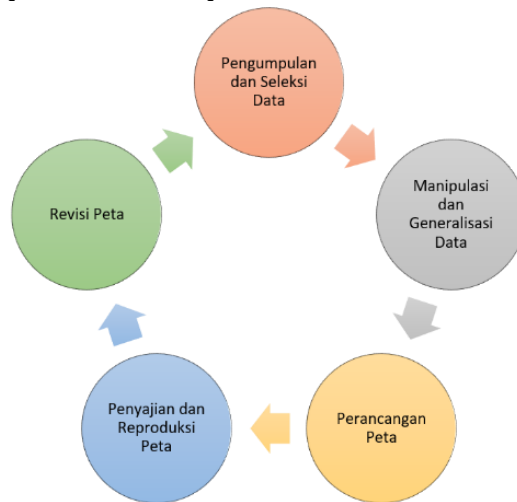 Pengumpulan
dan Seleksi
Data
Manipulasi
dan
Generalisasi
Data
Perancangan
Peta
Penyajian dan
Reproduksi
Peta
Revisi Peta